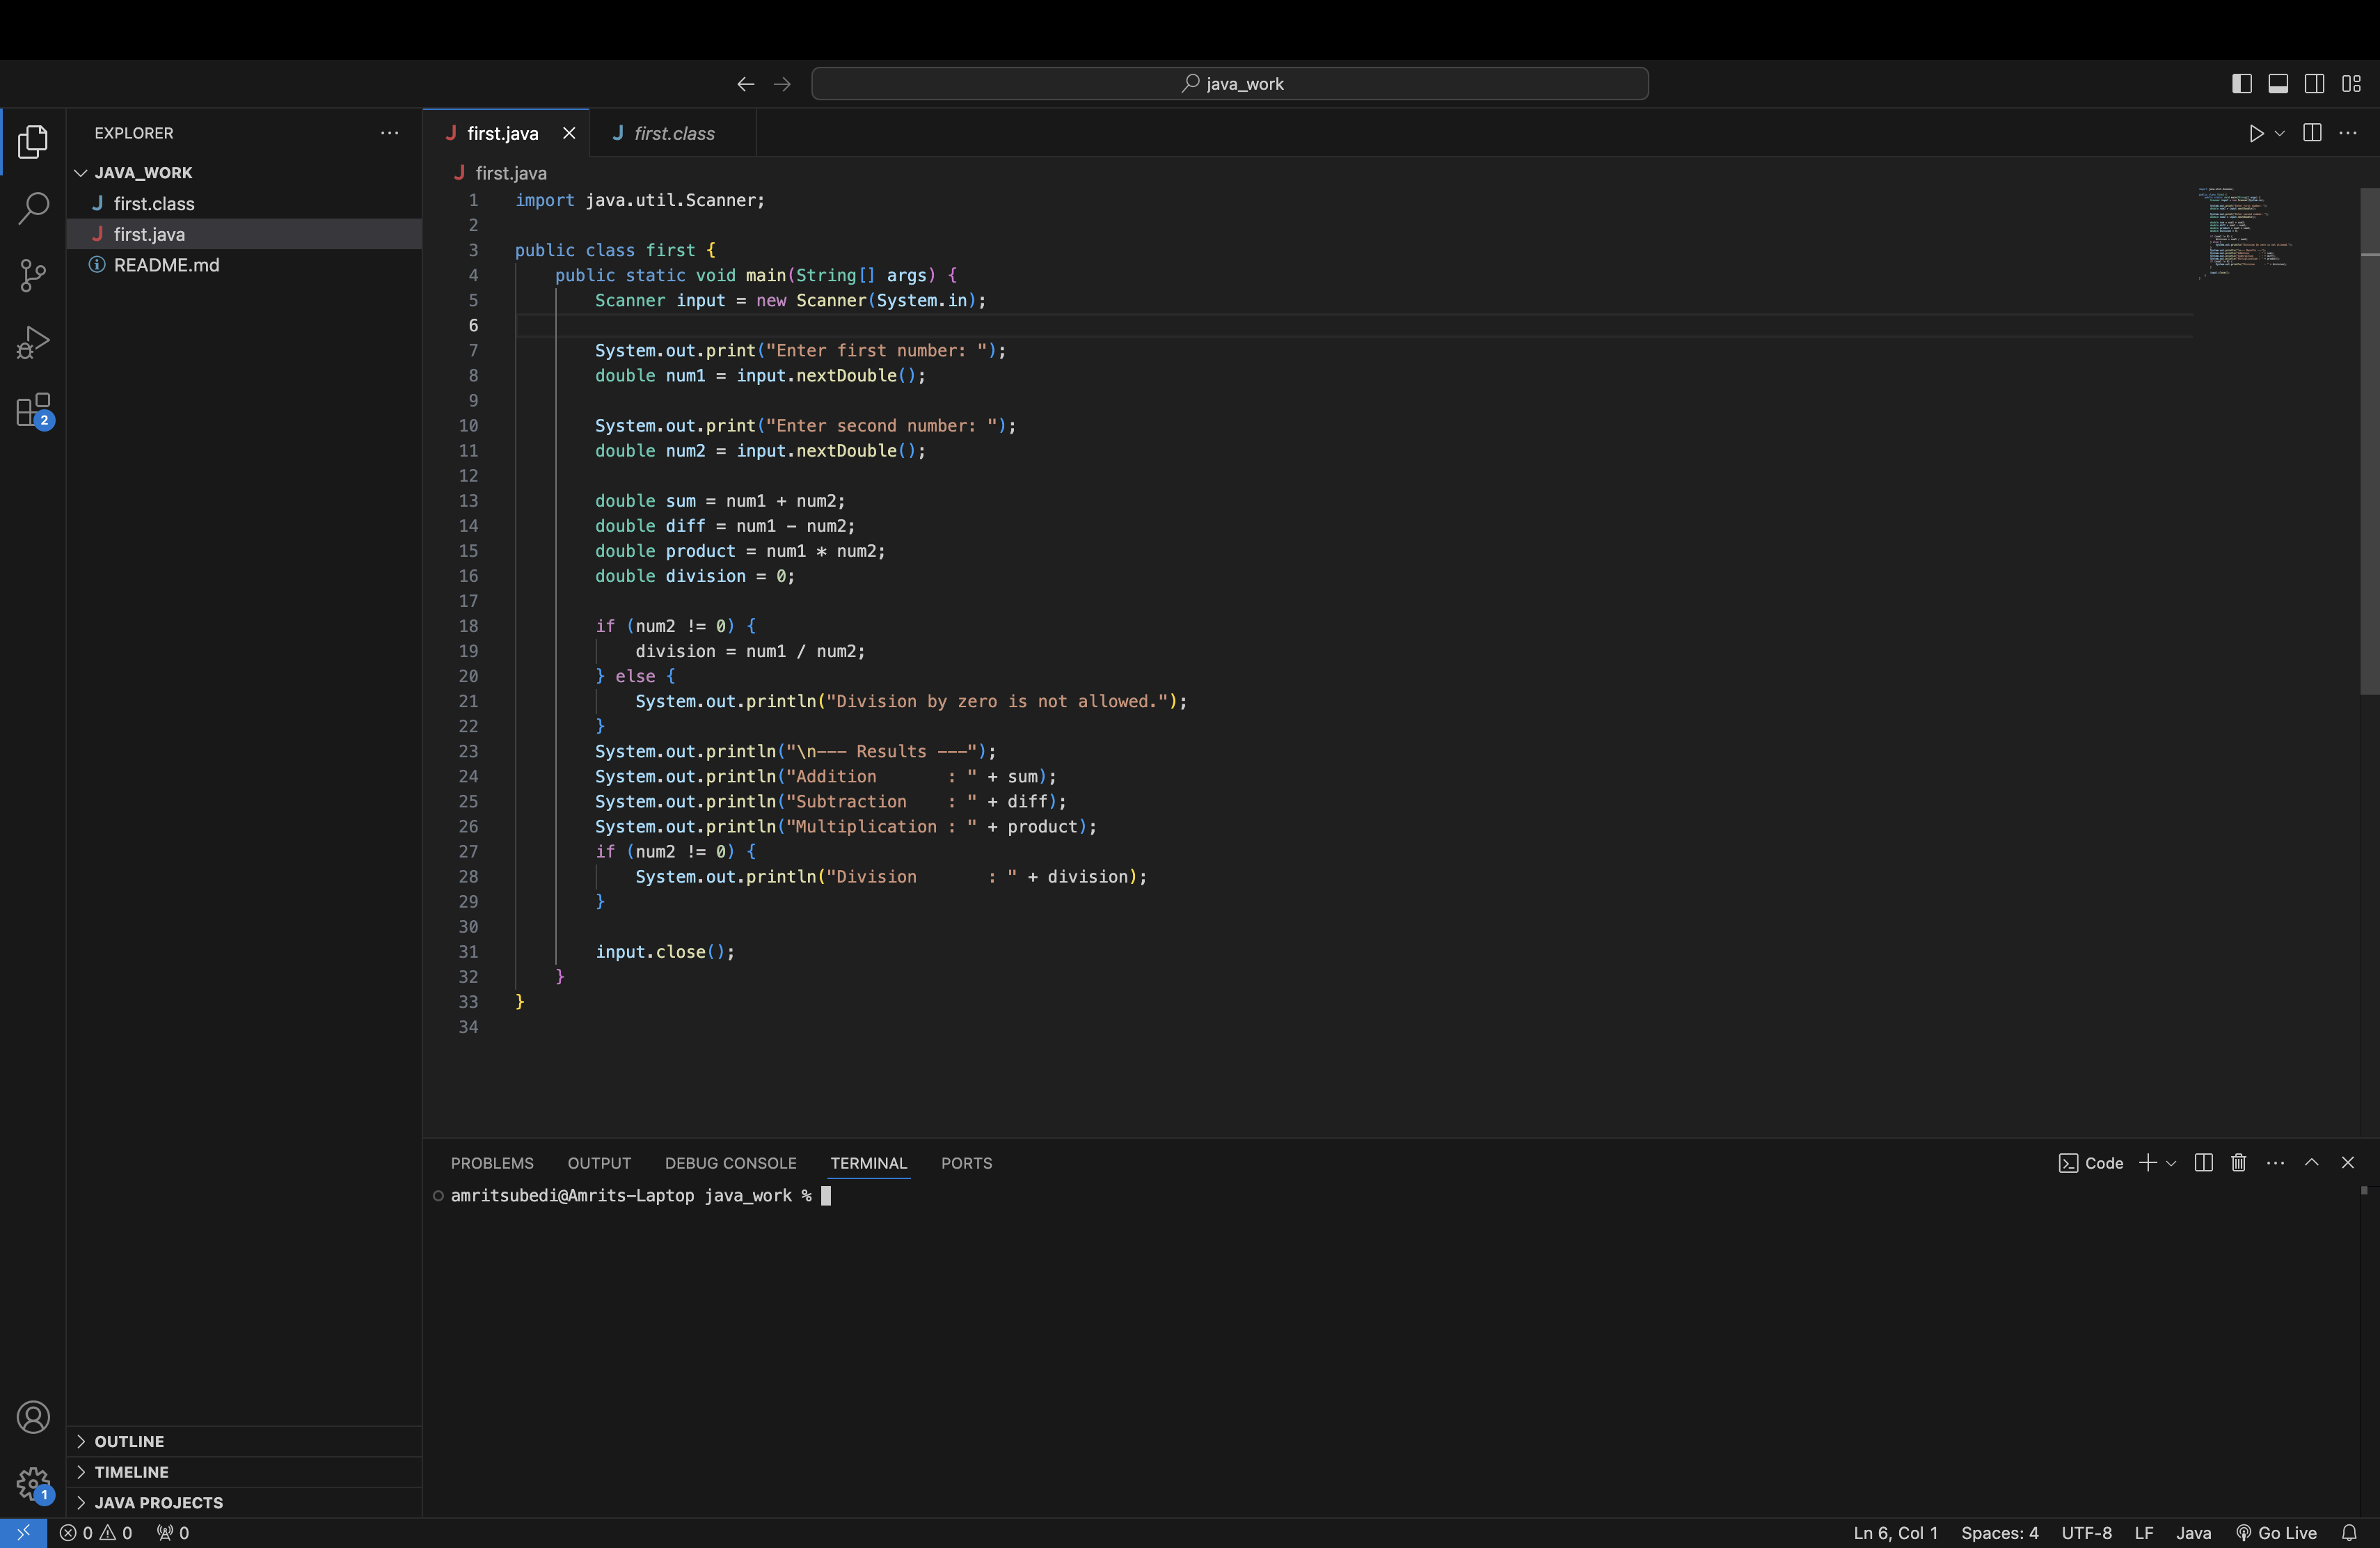 java_work
EXPLORER
JAVA_WORK
first.class
first.java
README.md
2
first.java
first.class
first.java
1 import java.util.Scanner;
2
3 public class first {
4     public static void main(String[] args) {
5         Scanner input = new Scanner(System.in);
6
7         System.out.print("Enter first number: ");
8         double num1 = input.nextDouble();
9
10         System.out.print("Enter second number: ");
11         double num2 = input.nextDouble();
12
13         double sum = num1 + num2;
14         double diff = num1 - num2;
15         double product = num1 * num2;
16         double division = 0;
17
18         if (num2 != 0) {
19             division = num1 / num2;
20         } else {
21             System.out.println("Division by zero is not allowed.");
22         }
23         System.out.println("\n--- Results ---");
24         System.out.println("Addition       : " + sum);
25         System.out.println("Subtraction    : " + diff);
26         System.out.println("Multiplication : " + product);
27         if (num2 != 0) {
28             System.out.println("Division       : " + division);
29         }
30
31         input.close();
32     }
33 }
34
PROBLEMS OUTPUT DEBUG CONSOLE TERMINAL PORTS
Code
amritsubedi@Amrits-Laptop java_work %
OUTLINE
TIMELINE
JAVA PROJECTS
1
0 0 0
Ln 6, Col 1 Spaces: 4 UTF-8 LF Java Go Live